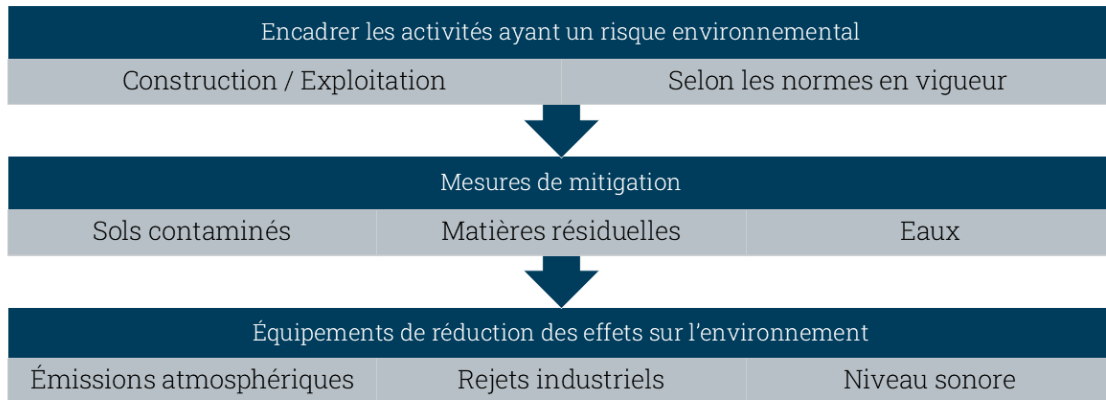 Encadrer les activités ayant un risque environnemental
Construction / Exploitation
Selon les normes en vigueur
Mesures de mitigation
Sols contaminés
Matières résiduelles
Eaux
Équipements de réduction des effets sur l'environnement
Émissions atmosphériques
Rejets industriels
Niveau sonore